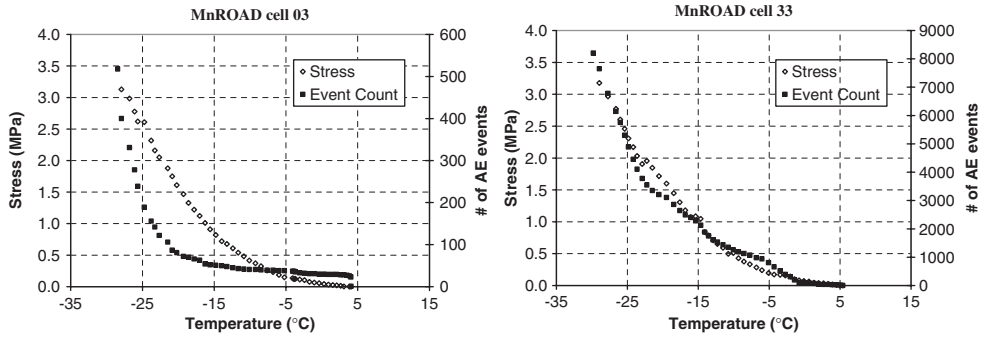 MnROAD cell 03
4.0
3.5
3.0
2.5
2.0
1.5
1.0
0.5
0.0
Stress (MPa)
600
500
400
300
200
100
0
# of AE events
Stress
Event Count
-35 -25 -15 -5 5 15
Temperature (°C)
MnROAD cell 33
4.0
3.5
3.0
2.5
2.0
1.5
1.0
0.5
0.0
Stress (MPa)
9000
8000
7000
6000
5000
4000
3000
2000
1000
0
# of AE events
Stress
Event Count
-35 -25 -15 -5 5 15
Temperature (°C)